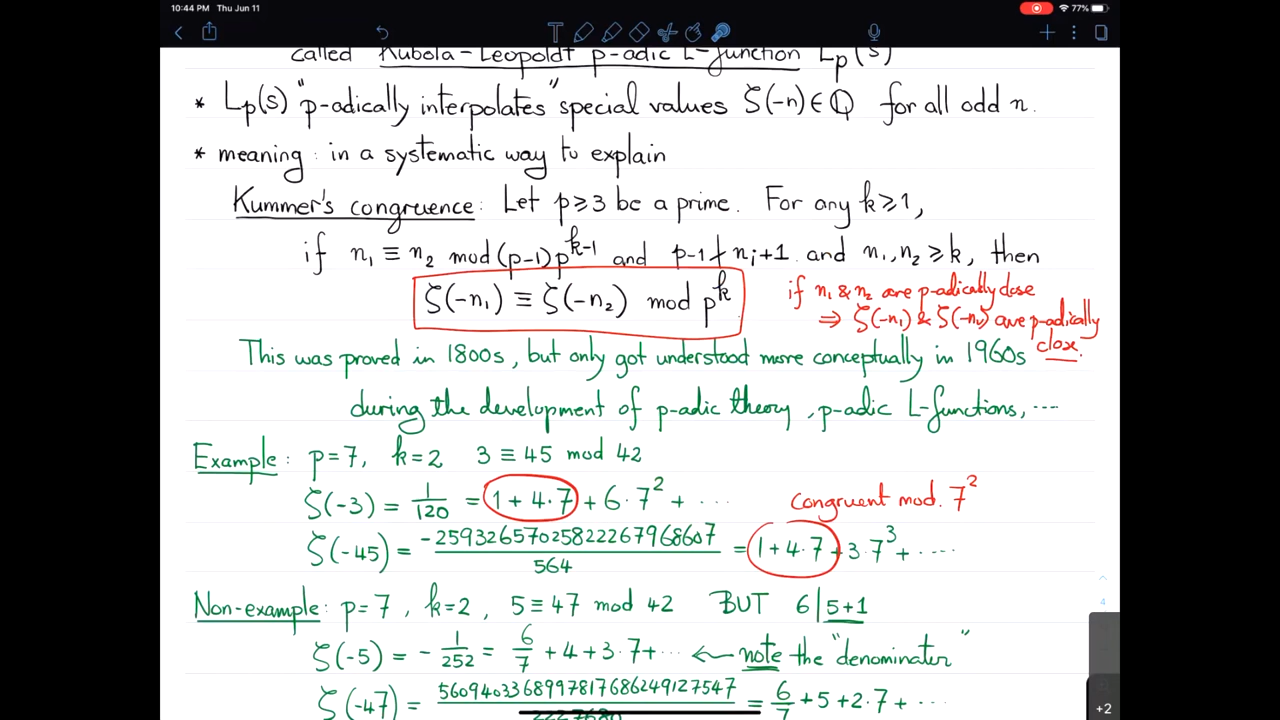 10:44 PM Thu Jun 11
77%
called Kubota-Leopoldt p-adic L-function Lp(s)
* Lp(s) "p-adically interpolates" special values ζ(-n) ∈ ℚ for all odd n.
* meaning: in a systematic way to explain
Kummer's congruence: Let p≥3 be a prime. For any k≥1,
if n₁ ≡ n₂ mod (p-1)p^{k-1} and p-1 ∤ nᵢ+1 and n₁, n₂ ≥ k, then
ζ(-n₁) ≡ ζ(-n₂) mod p^k
if n₁ & n₂ are p-adically close
⇒ ζ(-n₁) & ζ(-n₂) are p-adically
close.
This was proved in 1800s, but only got understood more conceptually in 1960s
during the development of p-adic theory, p-adic L-functions, ....
Example: p=7, k=2 3 ≡ 45 mod 42
ζ(-3) = 1/120 = 1+4·7 + 6·7² + ....
congruent mod. 7²
ζ(-45) = -25932657025822267968607/564 = 1+4·7 + 3·7³ + ....
Non-example: p=7, k=2, 5 ≡ 47 mod 42 BUT 6 | 5+1
ζ(-5) = -1/252 = 6/7 + 4 + 3·7 + ... ← note the "denominator"
ζ(-47) = 5609403368997817686249127547/ = 6/7 + 5 + 2·7 + ...
4
+2